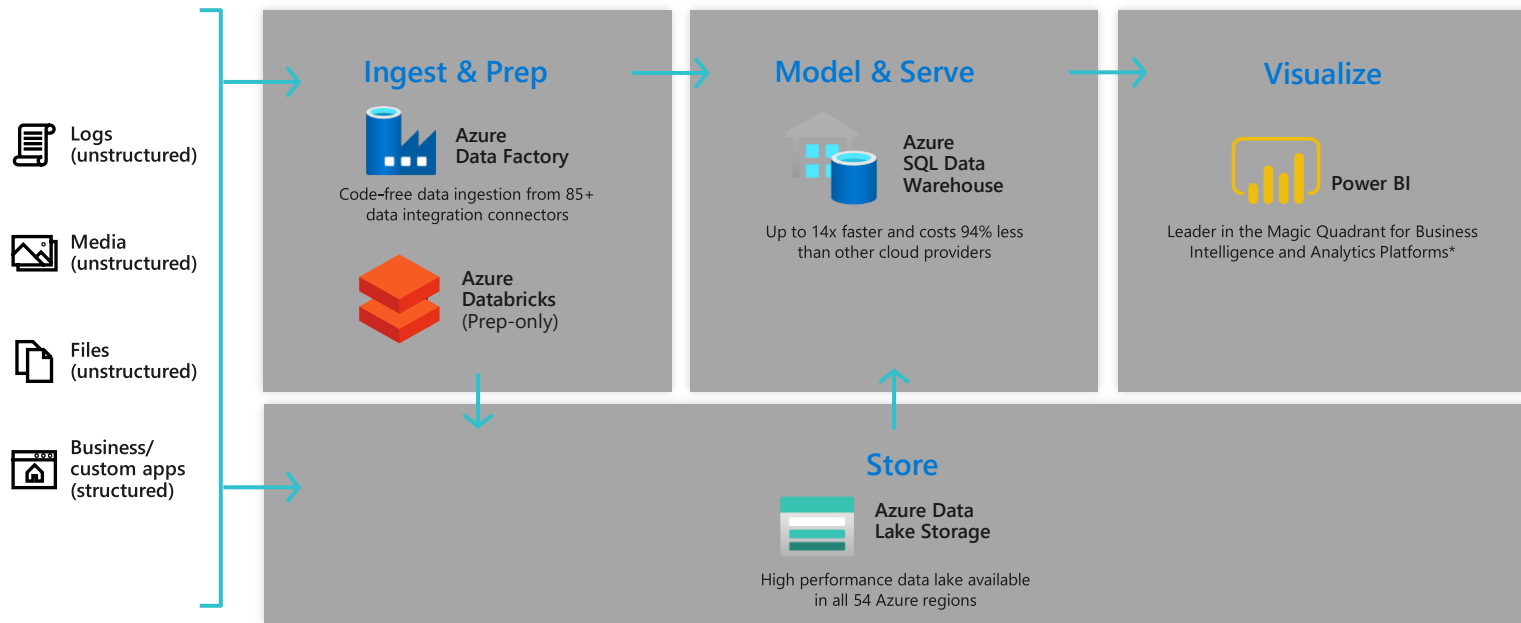 Logs
(unstructured)
Media
(unstructured)
Files
(unstructured)
Business/
custom apps
(structured)
Ingest & Prep
Azure
Data Factory
Code-free data ingestion from 85+
data integration connectors
Azure
Databricks
(Prep-only)
Model & Serve
Azure
SQL Data
Warehouse
Up to 14x faster and costs 94% less
than other cloud providers
Visualize
Power BI
Leader in the Magic Quadrant for Business
Intelligence and Analytics Platforms*
Store
Azure Data
Lake Storage
High performance data lake available
in all 54 Azure regions